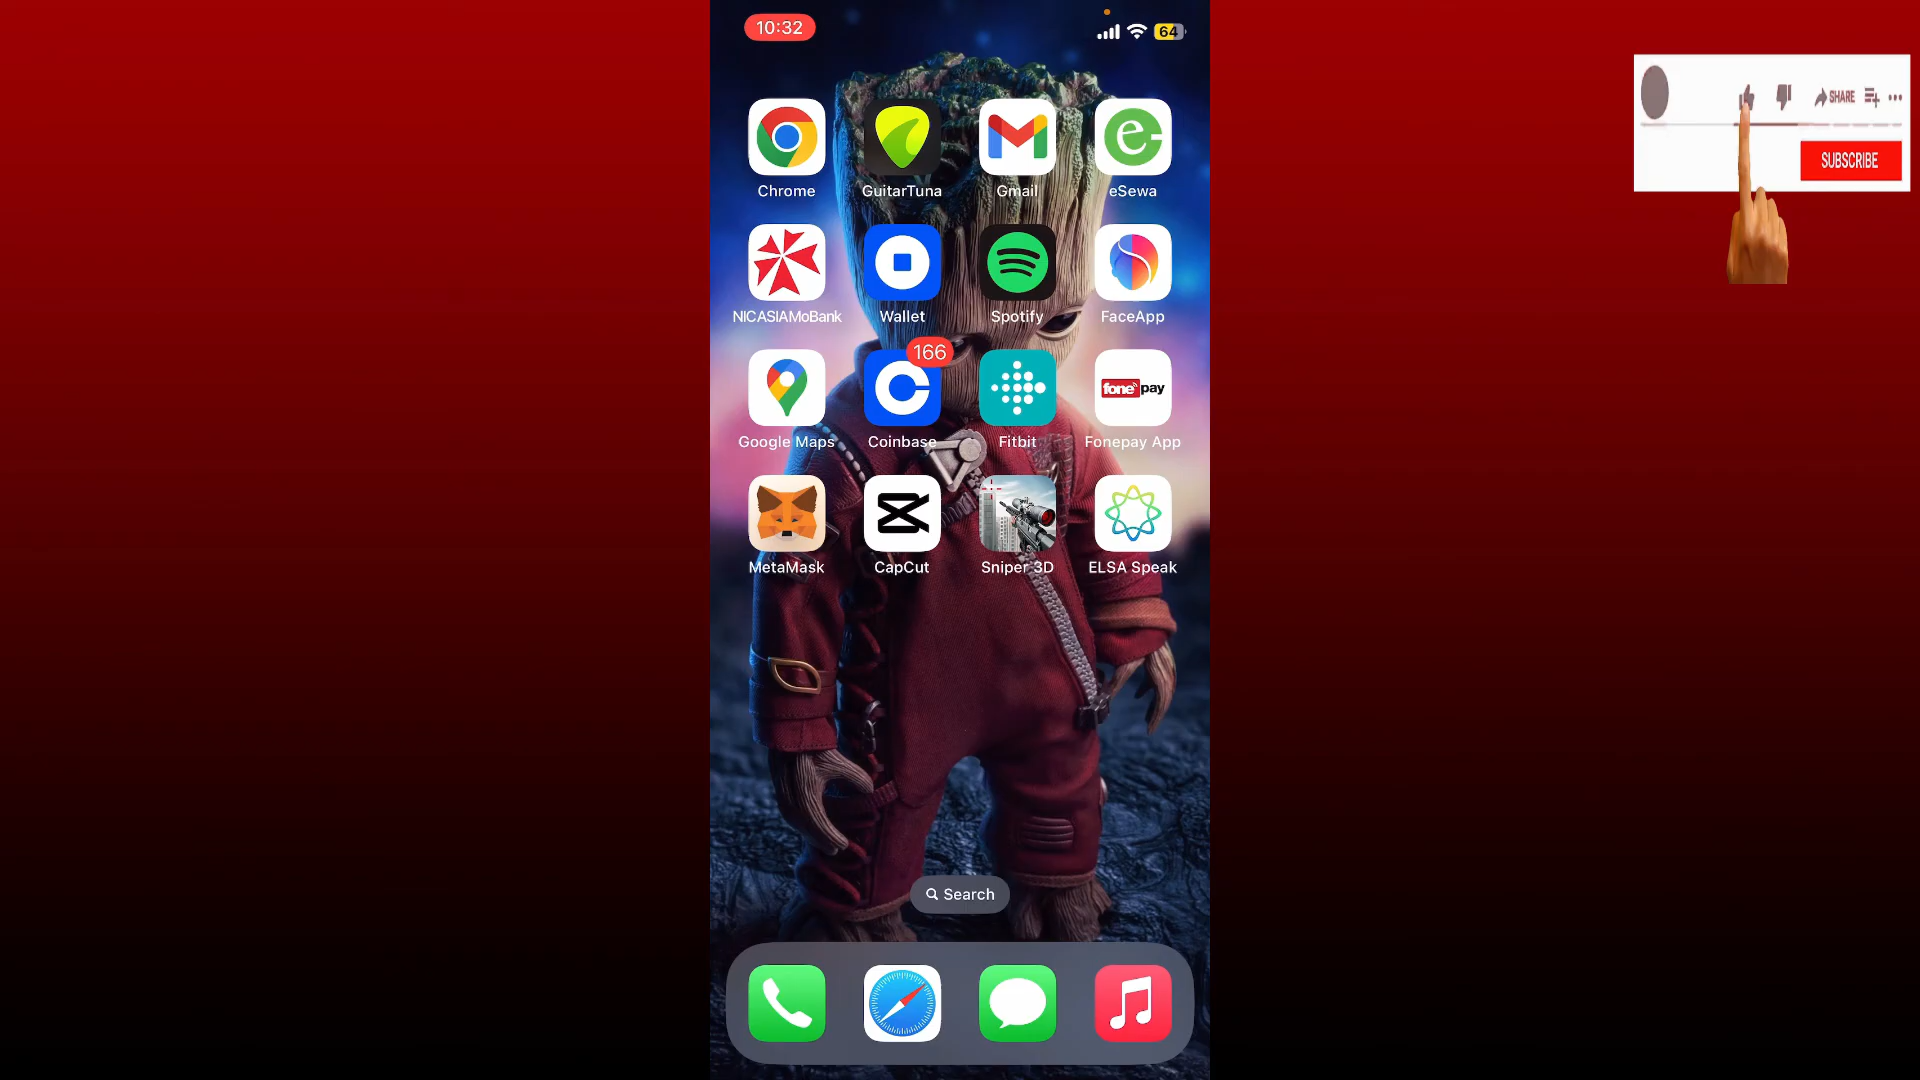 10:32
64
SHARE
SUBSCRIBE
Chrome
GuitarTuna
Gmail
eSewa
NICASIAMoBank
Wallet
Spotify
FaceApp
166
fone pay
Google Maps
Coinbase
Fitbit
Fonepay App
MetaMask
CapCut
Sniper 3D
ELSA Speak
Search